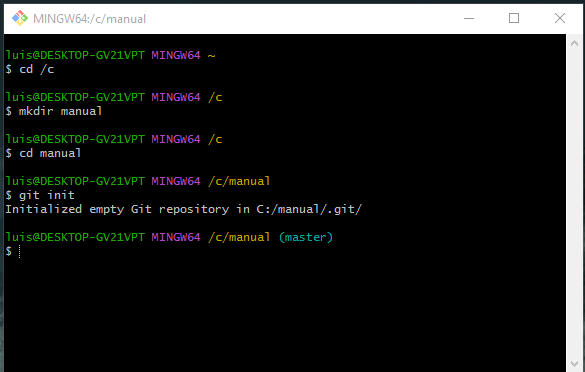 MINGW64:/c/manual
luis@DESKTOP-GV21VPT MINGW64 ~
$ cd /c
luis@DESKTOP-GV21VPT MINGW64 /c
$ mkdir manual
luis@DESKTOP-GV21VPT MINGW64 /c
$ cd manual
luis@DESKTOP-GV21VPT MINGW64 /c/manual
$ git init
Initialized empty Git repository in C:/manual/.git/
luis@DESKTOP-GV21VPT MINGW64 /c/manual (master)
$